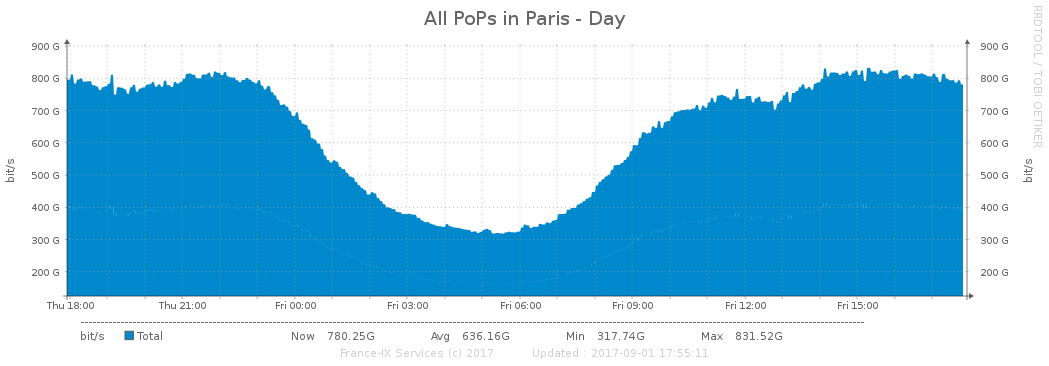 All PoPs in Paris - Day
RRDTOOL / TOBI OETIKER
900 G 900 G
800 G 800 G
700 G 700 G
600 G 600 G
500 G 500 G
400 G 400 G
300 G 300 G
200 G 200 G
bit/s bit/s
Thu 18:00 Thu 21:00 Fri 00:00 Fri 03:00 Fri 06:00 Fri 09:00 Fri 12:00 Fri 15:00
bit/s Total Now 780.25G Avg 636.16G Min 317.74G Max 831.52G
France-IX Services (c) 2017 Updated : 2017-09-01 17:55:11